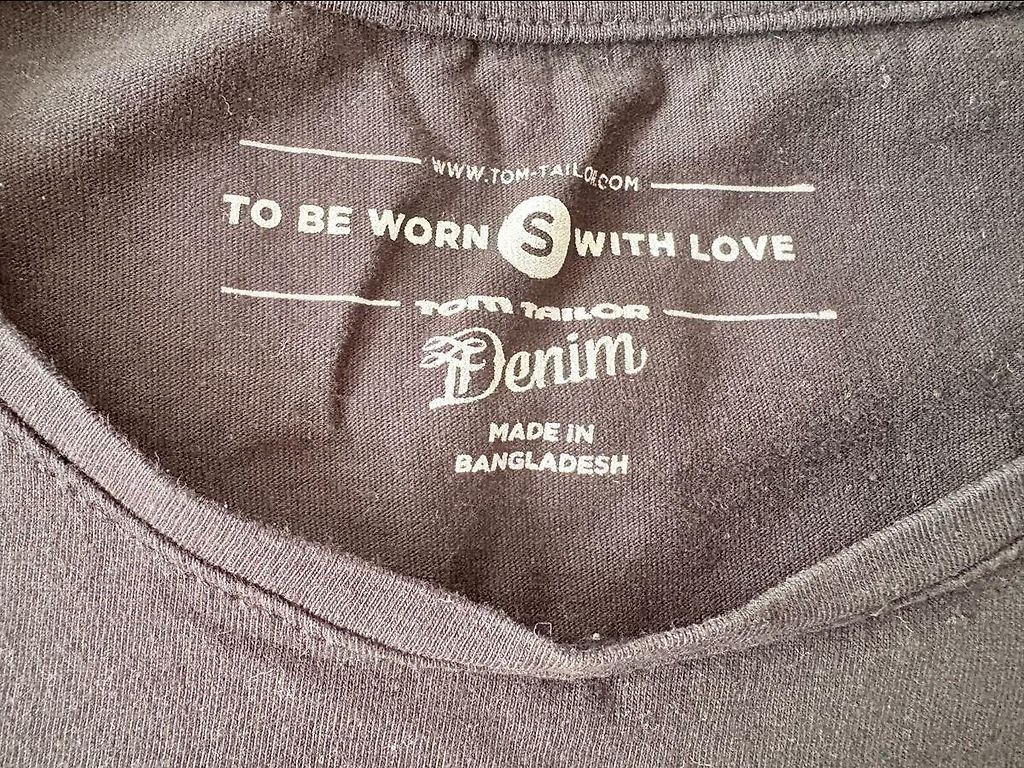 WWW.TOM-TAILOR.COM
TO BE WORN S WITH LOVE
TOM TAILOR
Denim
MADE IN
BANGLADESH